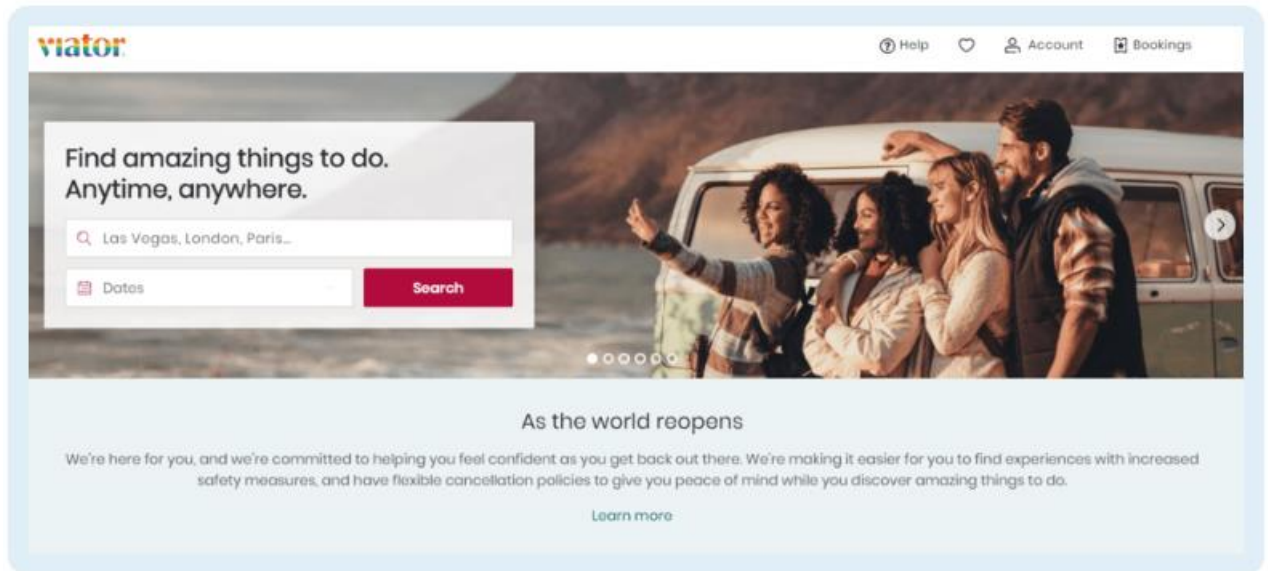 viator
Help
Account
Bookings
Find amazing things to do.
Anytime, anywhere.
Las Vegas, London, Paris...
Dates
Search
As the world reopens
We're here for you, and we're committed to helping you feel confident as you get back out there. We're making it easier for you to find experiences with increased
safety measures, and have flexible cancellation policies to give you peace of mind while you discover amazing things to do.
Learn more